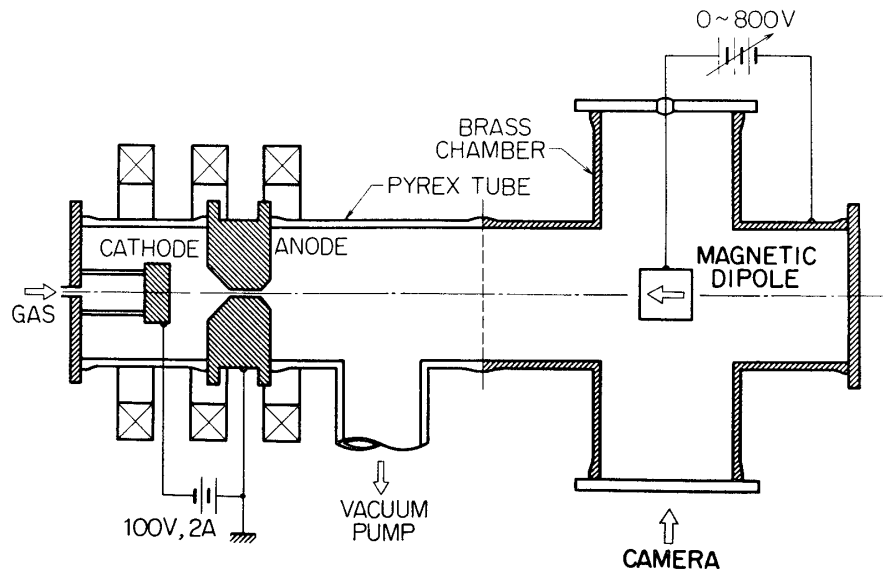 0~800V
BRASS
CHAMBER
PYREX TUBE
CATHODE
ANODE
MAGNETIC
DIPOLE
GAS
100V, 2A
VACUUM
PUMP
CAMERA